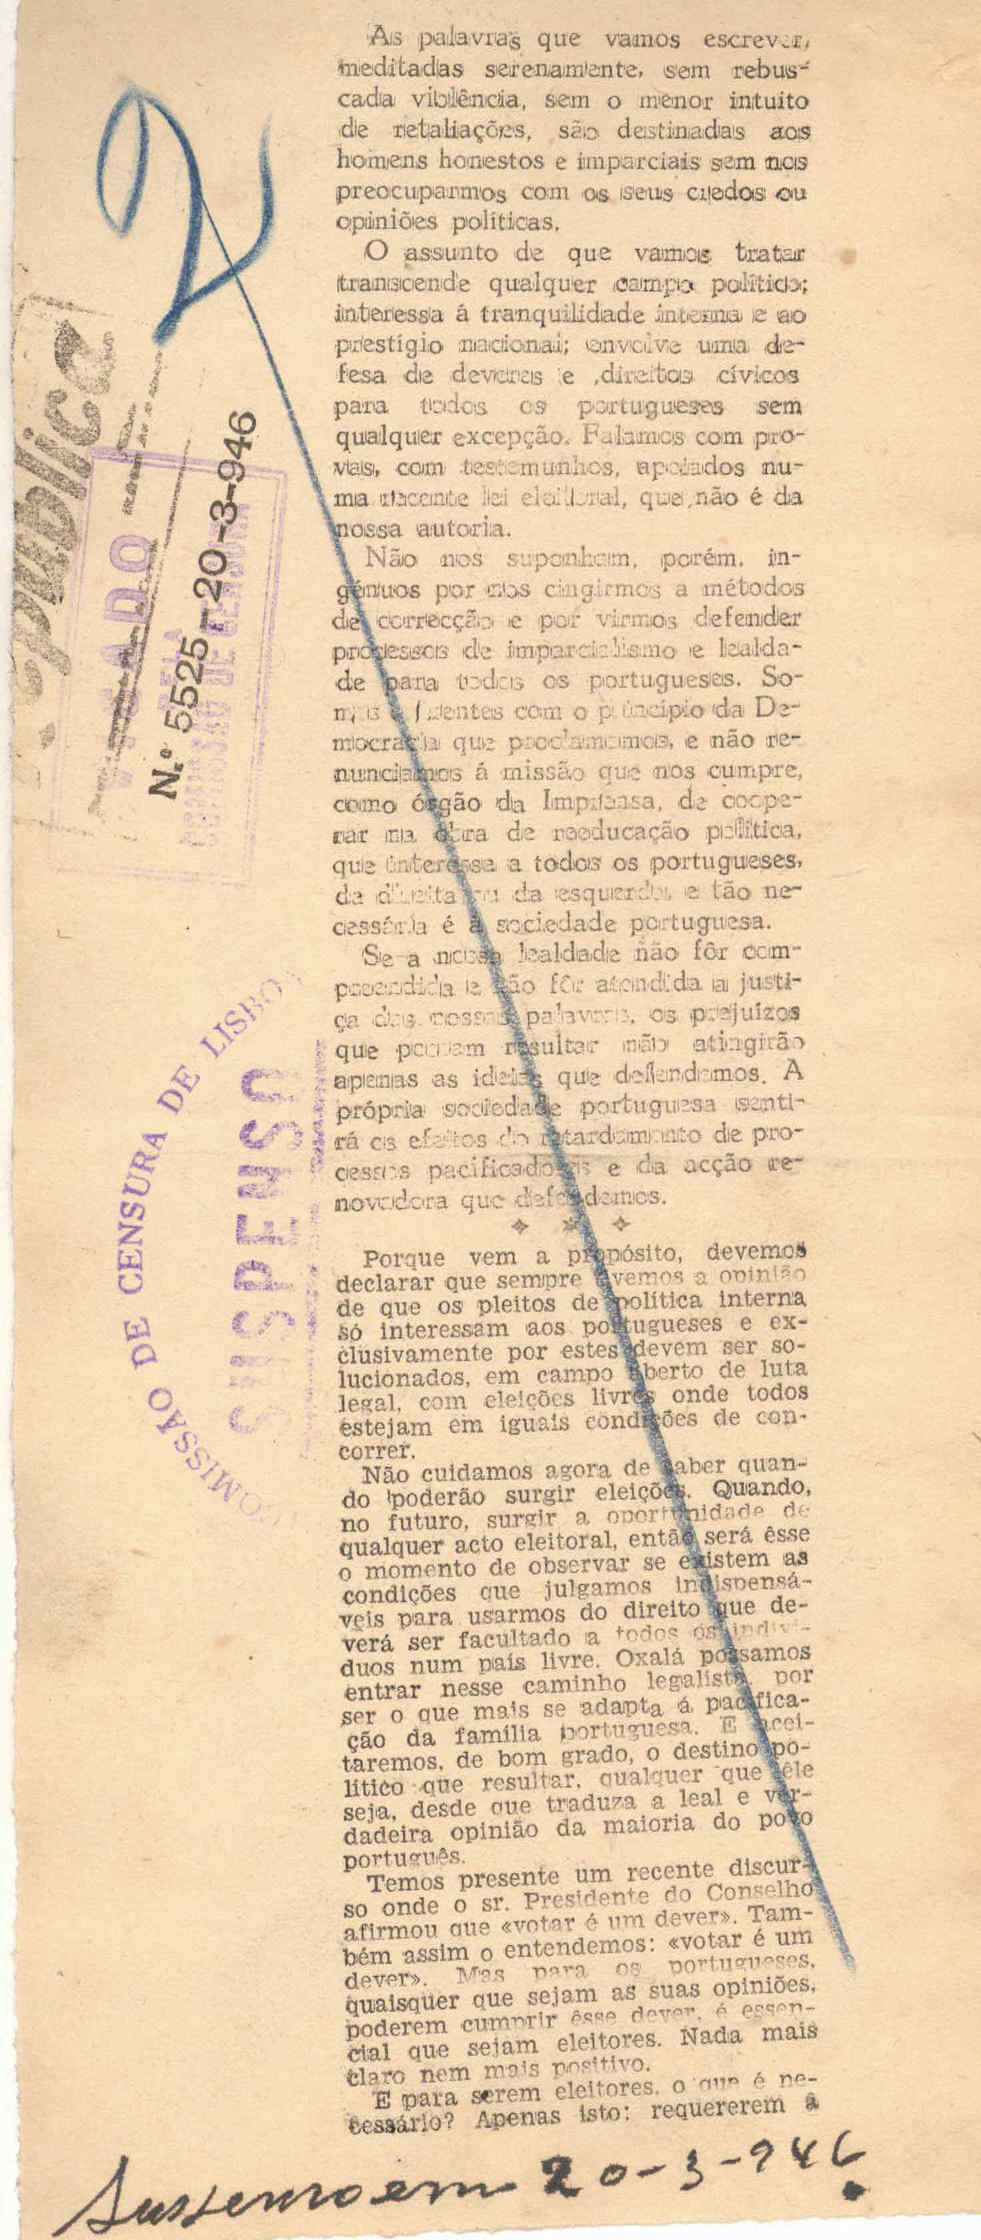 2
República
VISADO
PELA
COMISSÃO DE CENSURA
N.º 5525-20-3-946
COMISSÃO DE CENSURA DE LISBOA
SUSPENSO
As palavras que vamos escrever,
meditadas serenamente, sem rebus-
cada violência, sem o menor intuito
de retaliações, são destinadas aos
homens honestos e imparciais sem nos
preocuparmos com os seus credos ou
opiniões políticas.
O assunto de que vamos tratar
transcende qualquer campo político;
interessa á tranquilidade interna e ao
prestígio nacional; envolve uma de-
fesa de deveres e direitos cívicos
para todos os portugueses sem
qualquer excepção. Falamos com pro-
vas, com testemunhos, apoiados nu-
ma recente lei eleitoral, que não é da
nossa autoria.
Não nos suponham, porém, in-
génuos por nos cingirmos a métodos
de correcção e por virmos defender
processos de imparcialismo e lealda-
de para todos os portugueses. So-
mos coerentes com o princípio da De-
mocracia que proclamamos, e não re-
nunciamos á missão que nos cumpre,
como órgão da Imprensa, de coope-
rar na obra de reeducação política,
que interessa a todos os portugueses,
da direita ou da esquerda, e tão ne-
cessária é á sociedade portuguesa.
Se a nossa lealdade não fôr com-
preendida e não fôr atendida a justi-
ça das nossas palavras, os prejuízos
que possam resultar não atingirão
apenas as ideias que defendemos. A
própria sociedade portuguesa senti-
rá os efeitos do retardamento de pro-
cessos pacificadores e da acção re-
novadora que defendemos.
Porque vem a propósito, devemos
declarar que sempre tivemos a opinião
de que os pleitos de política interna
só interessam aos portugueses e ex-
clusivamente por estes devem ser so-
lucionados, em campo aberto de luta
legal, com eleições livres onde todos
estejam em iguais condições de con-
correr.
Não cuidamos agora de saber quan-
do poderão surgir eleições. Quando,
no futuro, surgir a oportunidade de
qualquer acto eleitoral, então será êsse
o momento de observar se existem as
condições que julgamos indispensá-
veis para usarmos do direito que de-
verá ser facultado a todos os indiví-
duos num país livre. Oxalá possamos
entrar nesse caminho legalista, por
ser o que mais se adapta á pacifica-
ção da família portuguesa. E acei-
taremos, de bom grado, o destino po-
lítico que resultar, qualquer que êle
seja, desde que traduza a leal e ver-
dadeira opinião da maioria do povo
português.
Temos presente um recente discur-
so onde o sr. Presidente do Conselho
afirmou que «votar é um dever». Tam-
bém assim o entendemos: «votar é um
dever». Mas para os portugueses,
quaisquer que sejam as suas opiniões,
poderem cumprir êsse dever, é essen-
cial que sejam eleitores. Nada mais
claro nem mais positivo.
E para serem eleitores, o que é ne-
cessário? Apenas isto: requererem á
Suspenso em 20-3-946